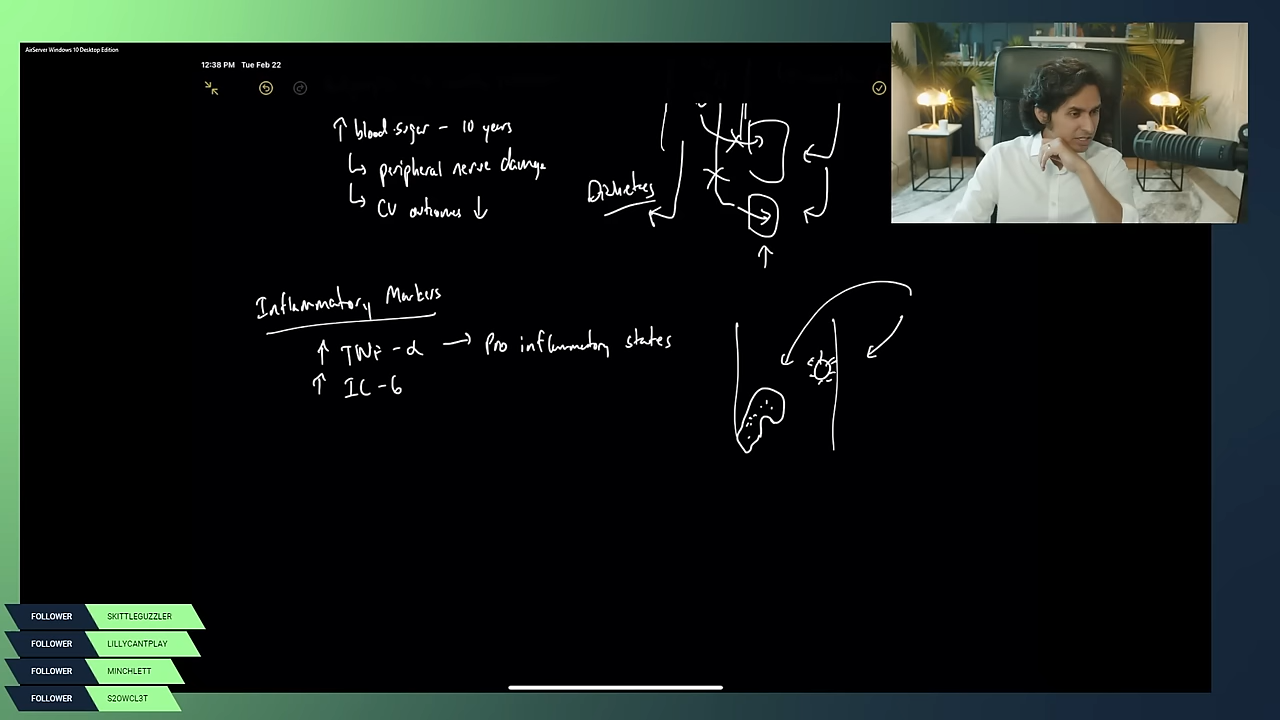 AirServer Windows 10 Desktop Edition
12:38 PM Tue Feb 22
↑ blood sugar - 10 years
↳ peripheral nerve damage
↳ CV outcomes ↓
Diabetes
Inflammatory Markers
↑ TNF-α → Pro inflammatory states
↑ IL-6
FOLLOWER SKITTLEGUZZLER
FOLLOWER LILLYCANTPLAY
FOLLOWER MINCHLETT
FOLLOWER S20WCL3T